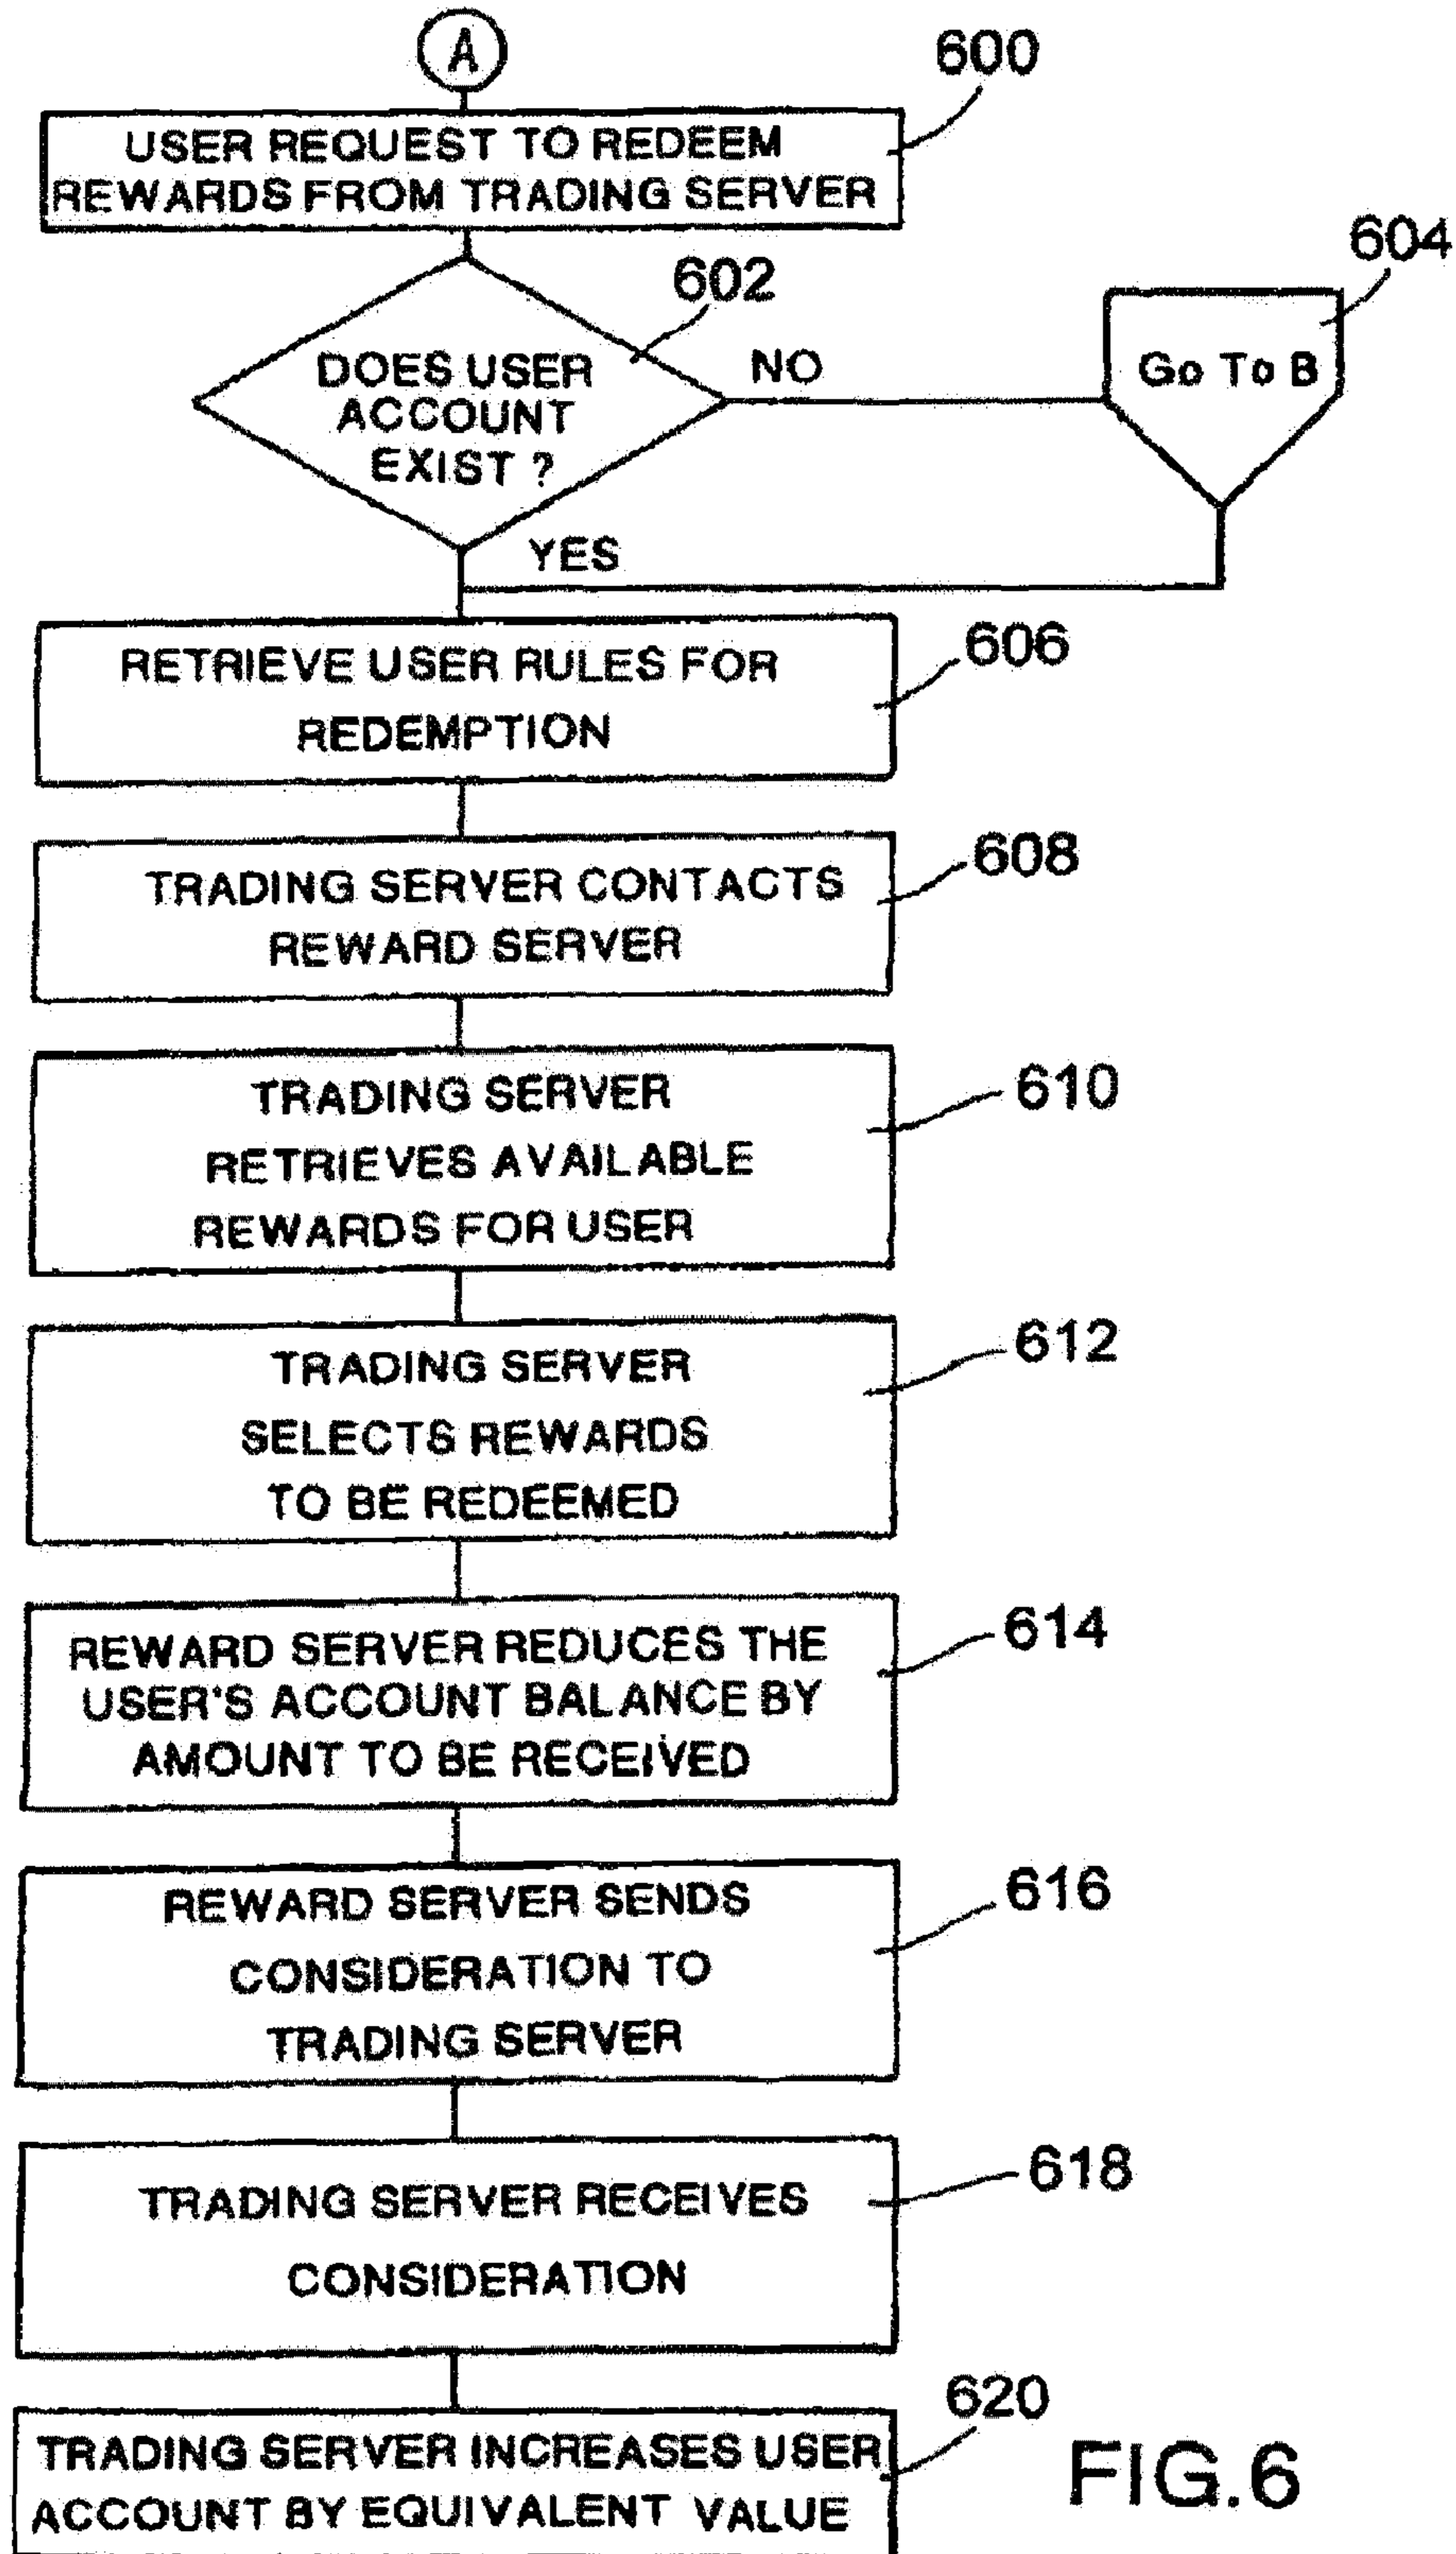 A
600
USER REQUEST TO REDEEM
REWARDS FROM TRADING SERVER
602
604
DOES USER
ACCOUNT
EXIST ?
NO
Go To B
YES
606
RETRIEVE USER RULES FOR
REDEMPTION
608
TRADING SERVER CONTACTS
REWARD SERVER
610
TRADING SERVER
RETRIEVES AVAILABLE
REWARDS FOR USER
612
TRADING SERVER
SELECTS REWARDS
TO BE REDEEMED
614
REWARD SERVER REDUCES THE
USER'S ACCOUNT BALANCE BY
AMOUNT TO BE RECEIVED
616
REWARD SERVER SENDS
CONSIDERATION TO
TRADING SERVER
618
TRADING SERVER RECEIVES
CONSIDERATION
620
TRADING SERVER INCREASES USER
ACCOUNT BY EQUIVALENT VALUE
FIG.6